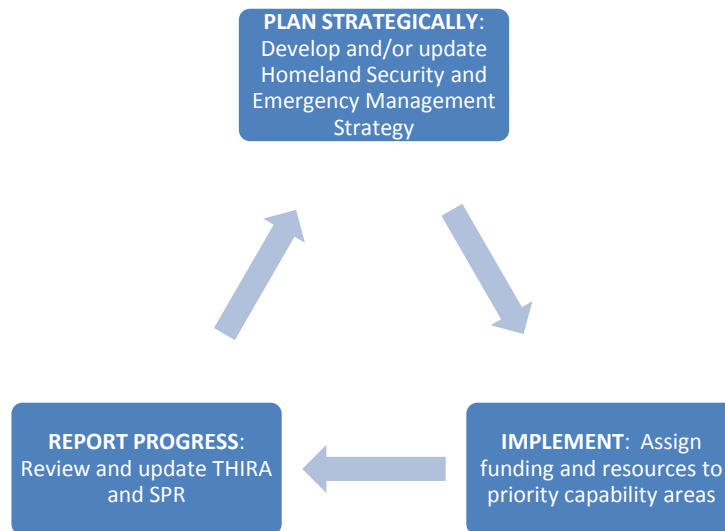 PLAN STRATEGICALLY:
Develop and/or update
Homeland Security and
Emergency Management
Strategy
REPORT PROGRESS:
Review and update THIRA
and SPR
IMPLEMENT: Assign
funding and resources to
priority capability areas